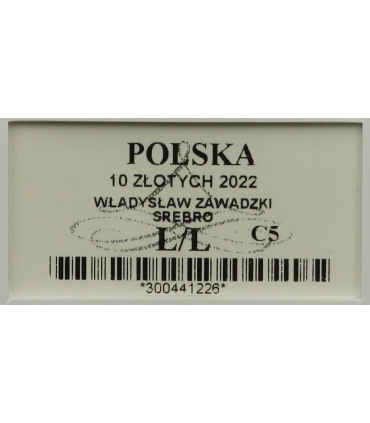 POLSKA
10 ZŁOTYCH 2022
WŁADYSŁAW ZAWADZKI
SREBRO
L/L C5
*300441226*